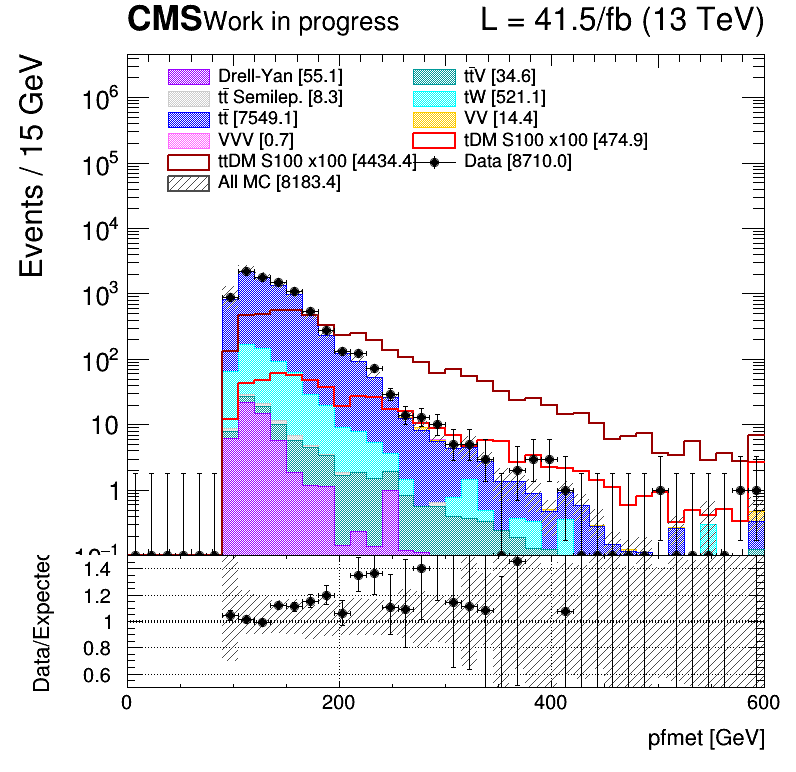 CMS Work in progress L = 41.5/fb (13 TeV)
Events / 15 GeV
Drell-Yan [55.1] tt̄V [34.6]
tt̄ Semilep. [8.3] tW [521.1]
tt̄ [7549.1] VV [14.4]
VVV [0.7] tDM S100 x100 [474.9]
ttDM S100 x100 [4434.4] Data [8710.0]
All MC [8183.4]
10⁶
10⁵
10⁴
10³
10²
10
1
10⁻¹
Data/Expected
1.4
1.2
1
0.8
0.6
0 200 400 600
pfmet [GeV]